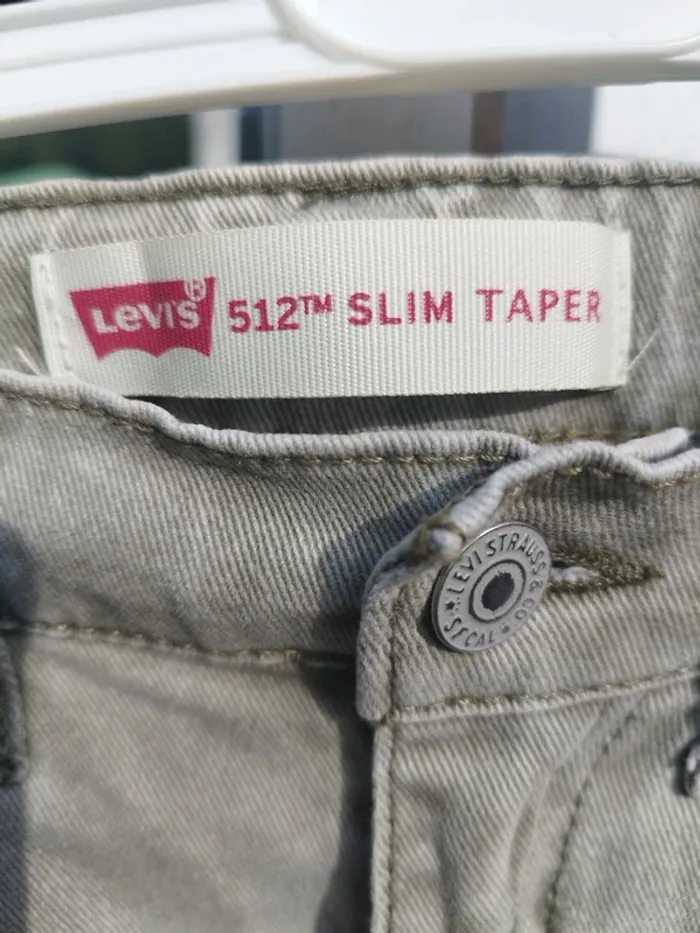 LEVI'S® 512™ SLIM TAPER
LEVI STRAUSS & CO
S.F.CAL